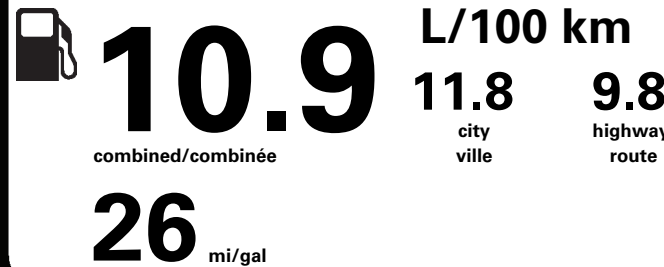 L/100 km
10.9
combined/combinée
11.8
city
ville
9.8
highway
route
26 mi/gal